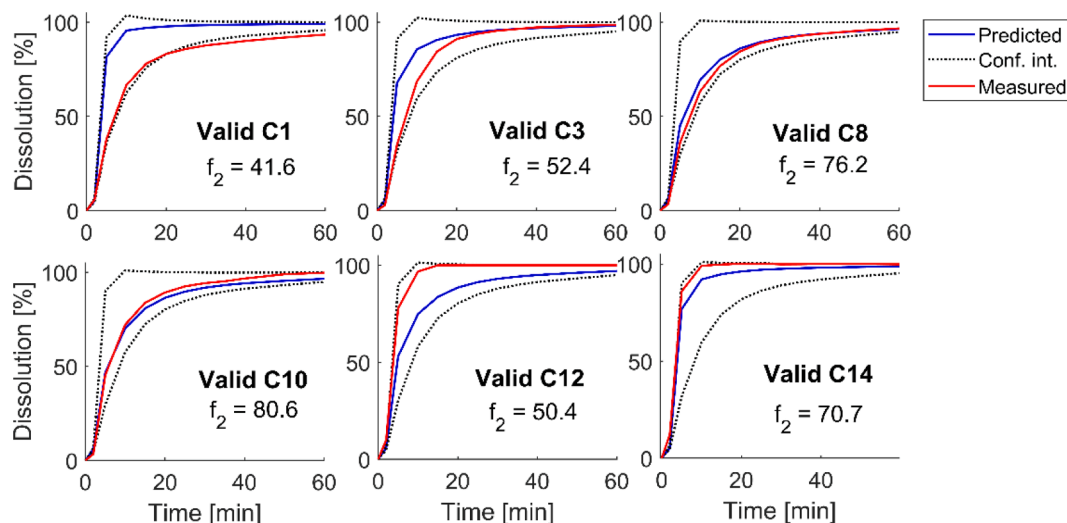 Dissolution [%]
100
50
0
Valid C1
f2 = 41.6
0 20 40 60
100
50
0
Valid C3
f2 = 52.4
0 20 40 60
100
50
0
Valid C8
f2 = 76.2
0 20 40 60
Predicted
Conf. int.
Measured
Dissolution [%]
100
50
0
Valid C10
f2 = 80.6
0 20 40 60
Time [min]
100
50
0
Valid C12
f2 = 50.4
0 20 40 60
Time [min]
100
50
0
Valid C14
f2 = 70.7
0 20 40
Time [min]